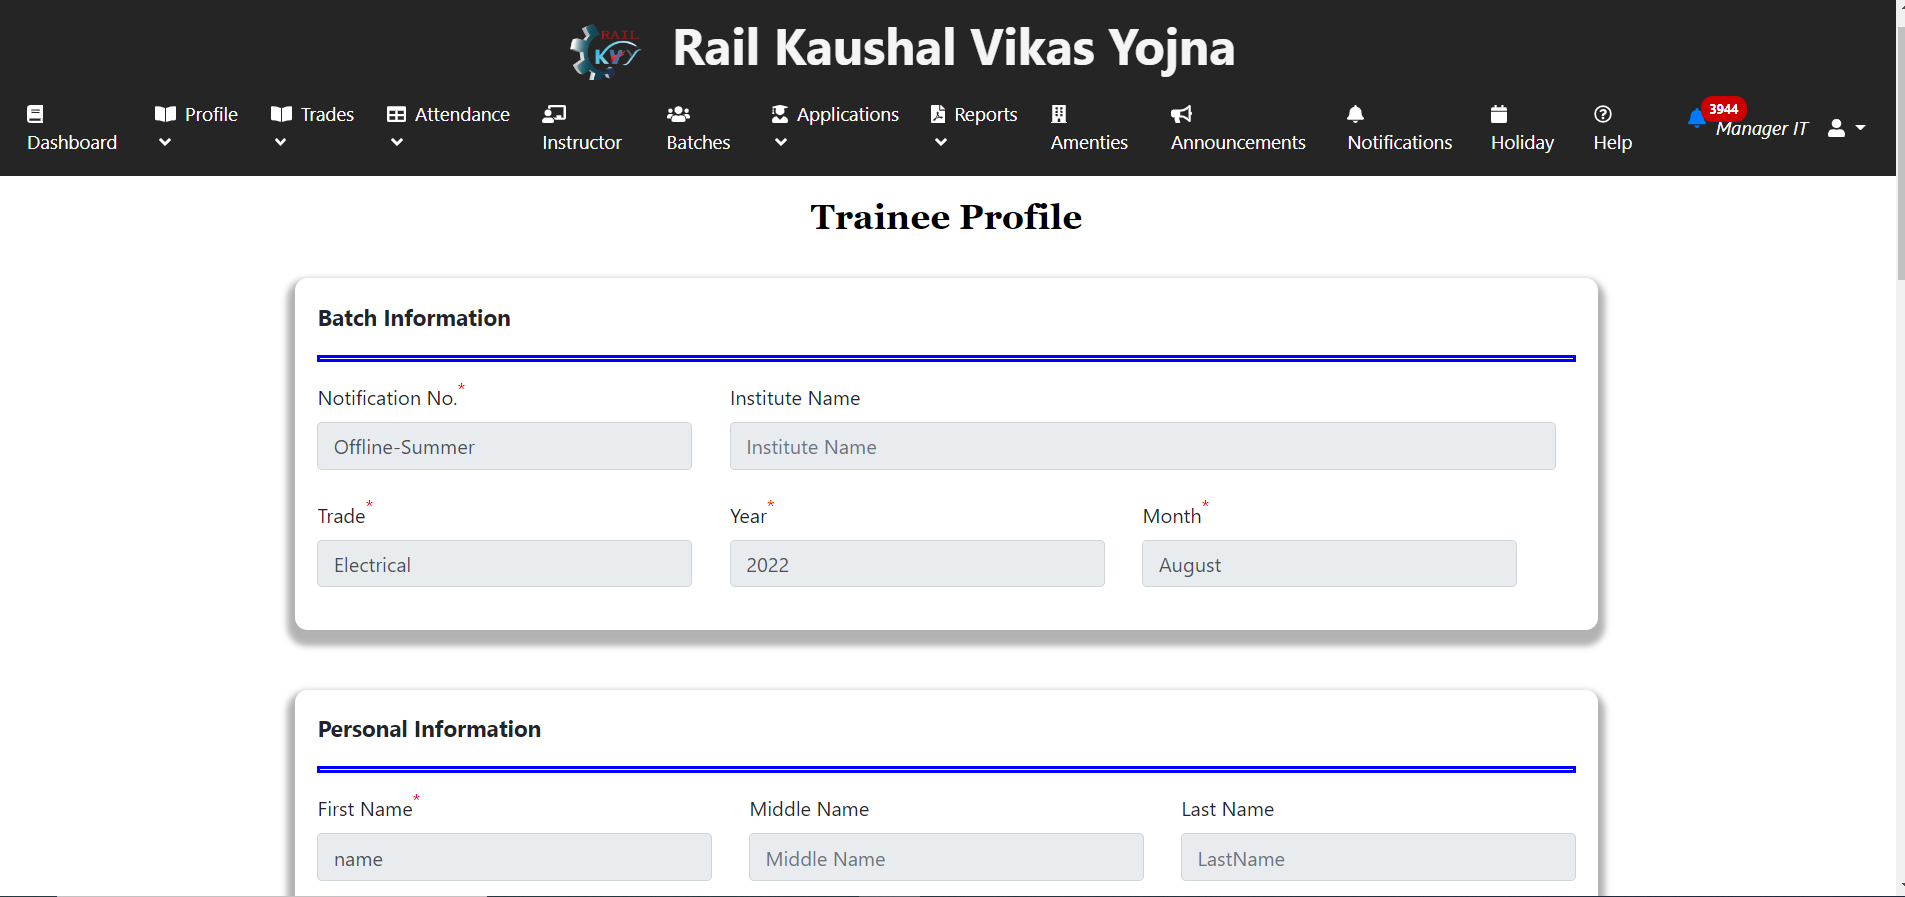 RAIL
KVY
Rail Kaushal Vikas Yojna
Dashboard
Profile
Trades
Attendance
Instructor
Batches
Applications
Reports
Amenties
Announcements
Notifications
Holiday
Help
3944
Manager IT
Trainee Profile
Batch Information
Notification No.* Institute Name
Offline-Summer Institute Name
Trade* Year* Month*
Electrical 2022 August
Personal Information
First Name* Middle Name Last Name
name Middle Name LastName